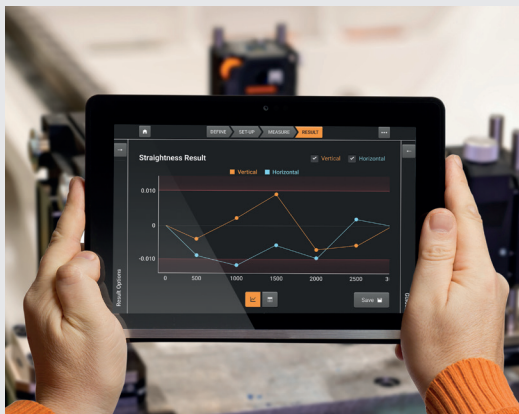 DEFINE SET-UP MEASURE RESULT
Straightness Result
Vertical Horizontal
Vertical Horizontal
0.010
0
-0.010
0 500 1000 1500 2000 2500
Result Options
Save